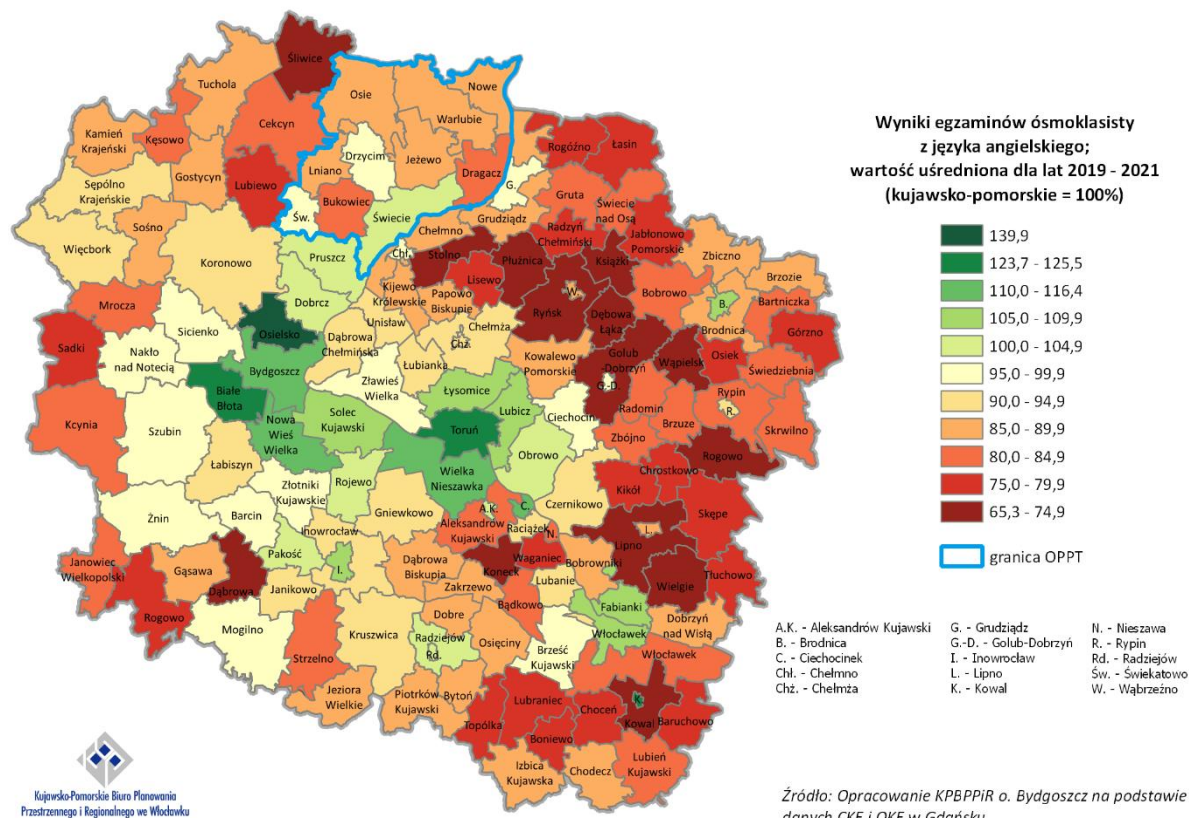 Wyniki egzaminów ósmoklasisty
z języka angielskiego;
wartość uśredniona dla lat 2019 - 2021
(kujawsko-pomorskie = 100%)
139,9
123,7 - 125,5
110,0 - 116,4
105,0 - 109,9
100,0 - 104,9
95,0 - 99,9
90,0 - 94,9
85,0 - 89,9
80,0 - 84,9
75,0 - 79,9
65,3 - 74,9
granica OPPT
A.K. - Aleksandrów Kujawski
B. - Brodnica
C. - Ciechocinek
Chł. - Chełmno
Chż. - Chełmża
G. - Grudziądz
G.-D. - Golub-Dobrzyń
I. - Inowrocław
L. - Lipno
K. - Kowal
N. - Nieszawa
R. - Rypin
Rd. - Radziejów
Św. - Świekatowo
W. - Wąbrzeźno
Śliwice
Tuchola
Osie
Nowe
Warlubie
Cekcyn
Kęsowo
Kamień
Krajeński
Drzycim
Jeżewo
Rogóźno
Łasin
Gostycyn
Lniano
Dragacz
G.
Sępólno
Krajeńskie
Lubiewo
Bukowiec
Gruta
Św.
Świecie
Grudziądz
Świecie
nad Osą
Sośno
Więcbork
Chełmno
Radzyń
Chełmiński
Jabłonowo
Pomorskie
Koronowo
Pruszcz
Chł.
Stolno
Płużnica
Książki
Zbiczno
Brzozie
Kijewo
Królewskie
Lisewo
Papowo
Biskupie
W.
Bobrowo
B.
Bartniczka
Mrocza
Dobrcz
Unisław
Ryńsk
Dębowa
Łąka
Brodnica
Górzno
Sicienko
Osielsko
Dąbrowa
Chełmińska
Chełmża
Chż.
Sadki
Nakło
nad Notecią
Bydgoszcz
Łubianka
Kowalewo
Pomorskie
Golub
-Dobrzyń
G.-D.
Wąpielsk
Osiek
Świedziebnia
Białe
Błota
Zławieś
Wielka
Łysomice
Ciechocin
Radomin
Rypin
R.
Kcynia
Szubin
Nowa
Wieś
Wielka
Solec
Kujawski
Toruń
Lubicz
Zbójno
Brzuze
Skrwilno
Łabiszyn
Obrowo
Rogowo
Złotniki
Kujawskie
Rojewo
Wielka
Nieszawka
Chrostkowo
Kikół
Skępe
Żnin
Barcin
Gniewkowo
A.K.
C.
Czernikowo
Inowrocław
Aleksandrów
Kujawski
Raciążek
N.
L.
Lipno
Pakość
I.
Janowiec
Wielkopolski
Gąsawa
Dąbrowa
Dąbrowa
Biskupia
Koneck
Waganiec
Bobrowniki
Wielgie
Tłuchowo
Janikowo
Zakrzewo
Lubanie
Rogowo
Bądkowo
Fabianki
Dobrzyń
nad Wisłą
Mogilno
Kruszwica
Dobre
Radziejów
Rd.
Osięciny
Brześć
Kujawski
Włocławek
Włocławek
Strzelno
Jeziora
Wielkie
Piotrków
Kujawski
Bytoń
Lubraniec
Choceń
K.
Kowal
Baruchowo
Topólka
Boniewo
Izbica
Kujawska
Chodecz
Lubień
Kujawski
Kujawsko-Pomorskie Biuro Planowania
Przestrzennego i Regionalnego we Włocławku
Źródło: Opracowanie KPBPPiR o. Bydgoszcz na podstawie
danych CKE i OKE w Gdańsku